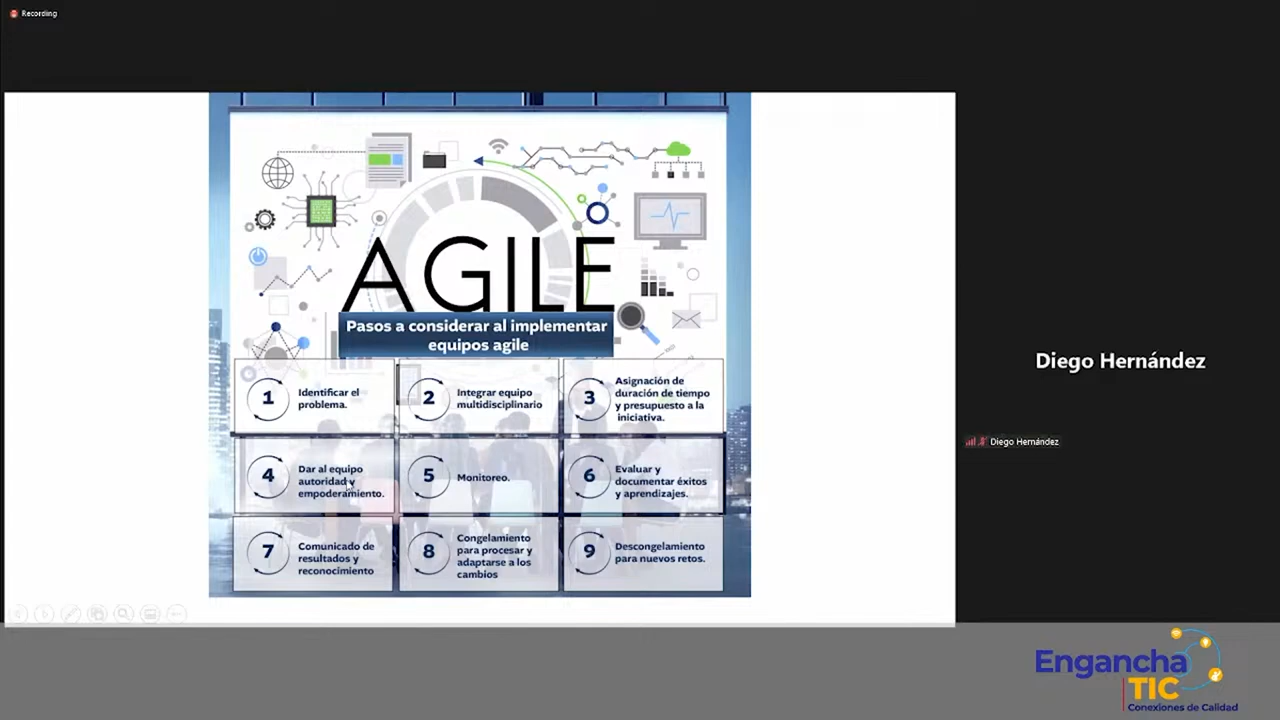 Recording
AGILE
Pasos a considerar al implementar
equipos agile
1
Identificar el
problema.
2
Integrar equipo
multidisciplinario
3
Asignación de
duración de tiempo
y presupuesto a la
iniciativa.
4
Dar al equipo
autoridad y
empoderamiento.
5
Monitoreo.
6
Evaluar y
documentar éxitos
y aprendizajes.
7
Comunicado de
resultados y
reconocimiento
8
Congelamiento
para procesar y
adaptarse a los
cambios
9
Descongelamiento
para nuevos retos.
Diego Hernández
Diego Hernández
Engancha
TIC
Conexiones de Calidad